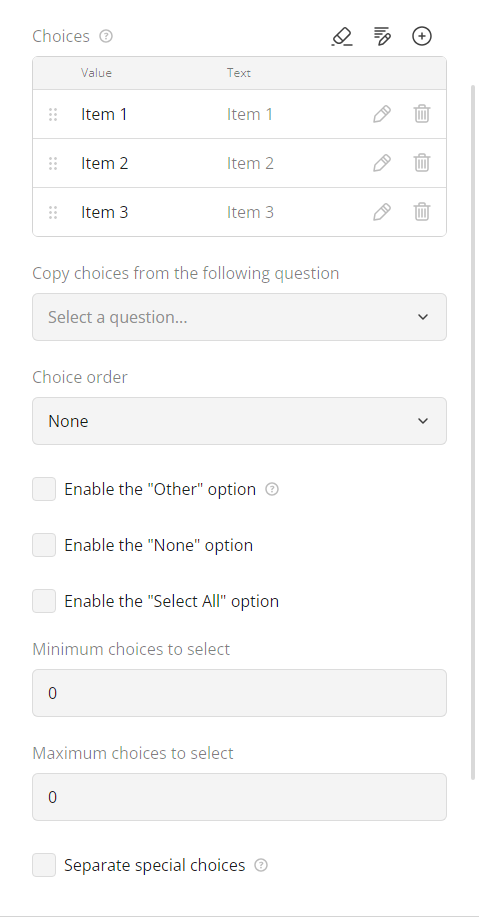 Choices
Value Text
Item 1 Item 1
Item 2 Item 2
Item 3 Item 3
Copy choices from the following question
Select a question...
Choice order
None
Enable the "Other" option
Enable the "None" option
Enable the "Select All" option
Minimum choices to select
0
Maximum choices to select
0
Separate special choices